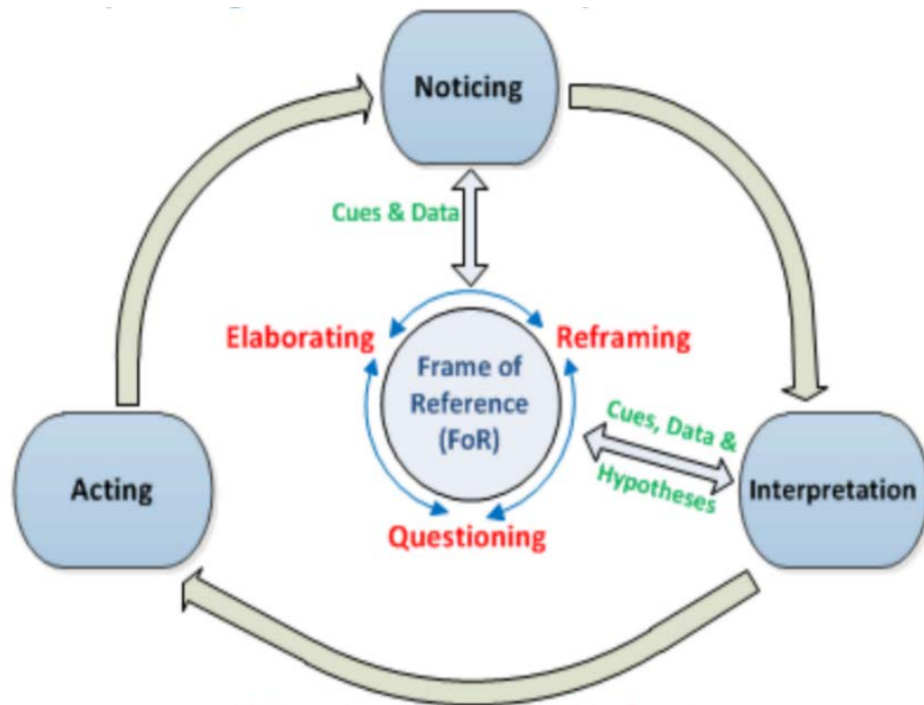 Noticing
Cues & Data
Elaborating
Reframing
Frame of
Reference
(FoR)
Cues, Data &
Hypotheses
Acting
Interpretation
Questioning